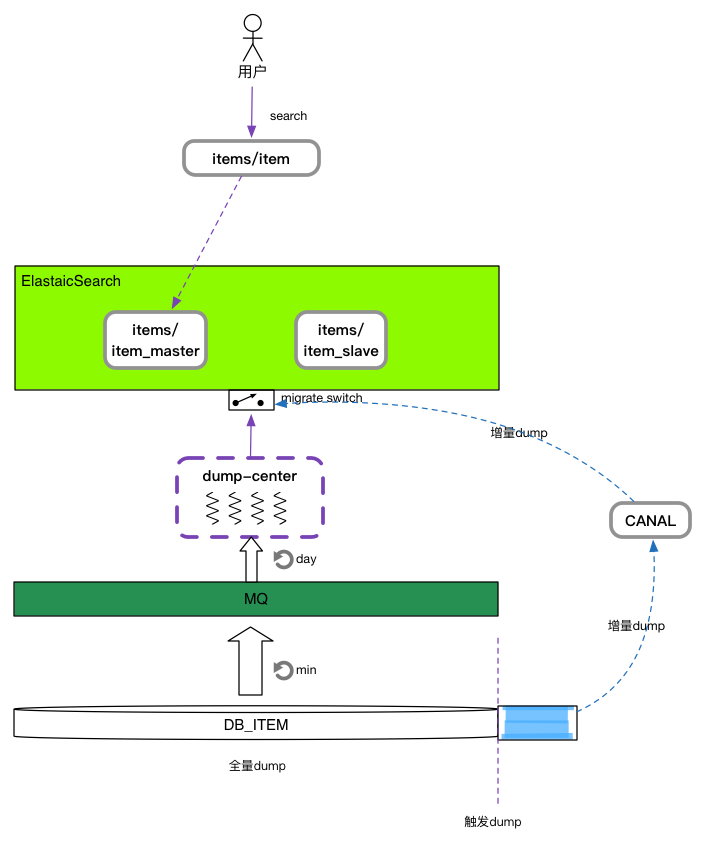 用户
search
items/item
ElastaicSearch
items/
item_master
items/
item_slave
migrate switch
增量dump
dump-center
CANAL
day
MQ
增量dump
min
DB_ITEM
全量dump
触发dump